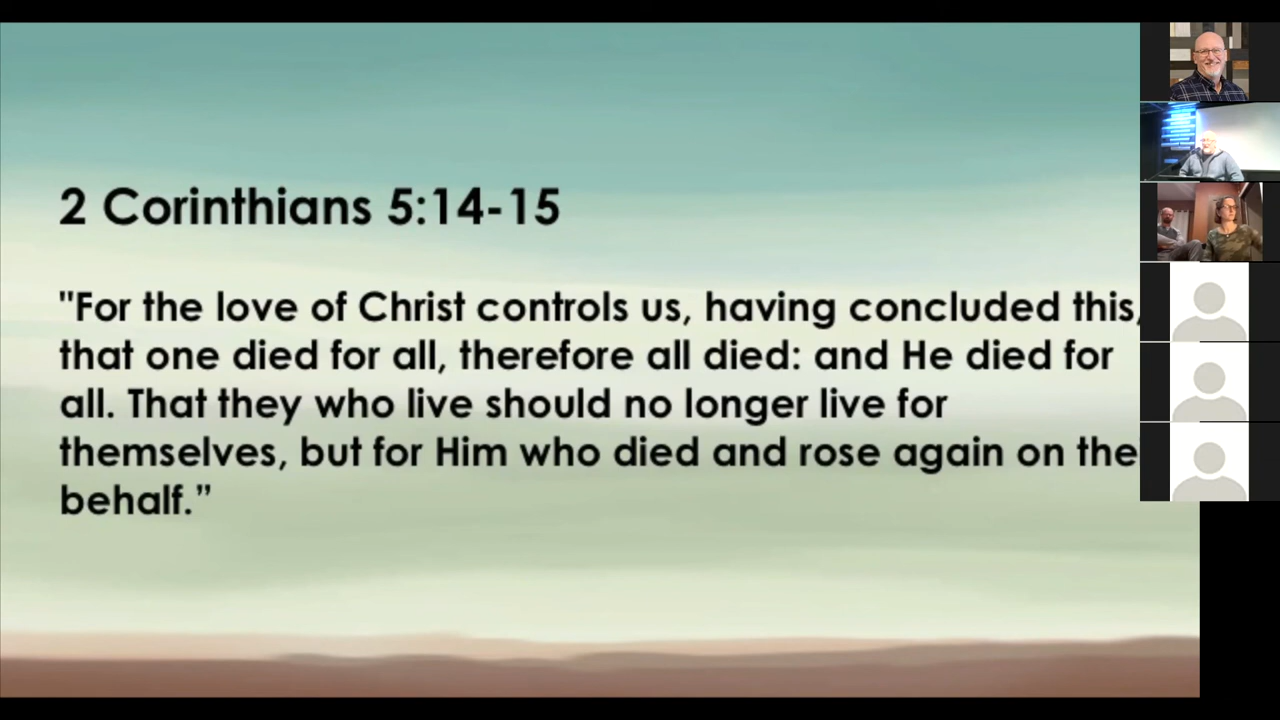 2 Corinthians 5:14-15
"For the love of Christ controls us, having concluded this,
that one died for all, therefore all died: and He died for
all. That they who live should no longer live for
themselves, but for Him who died and rose again on the
behalf.”